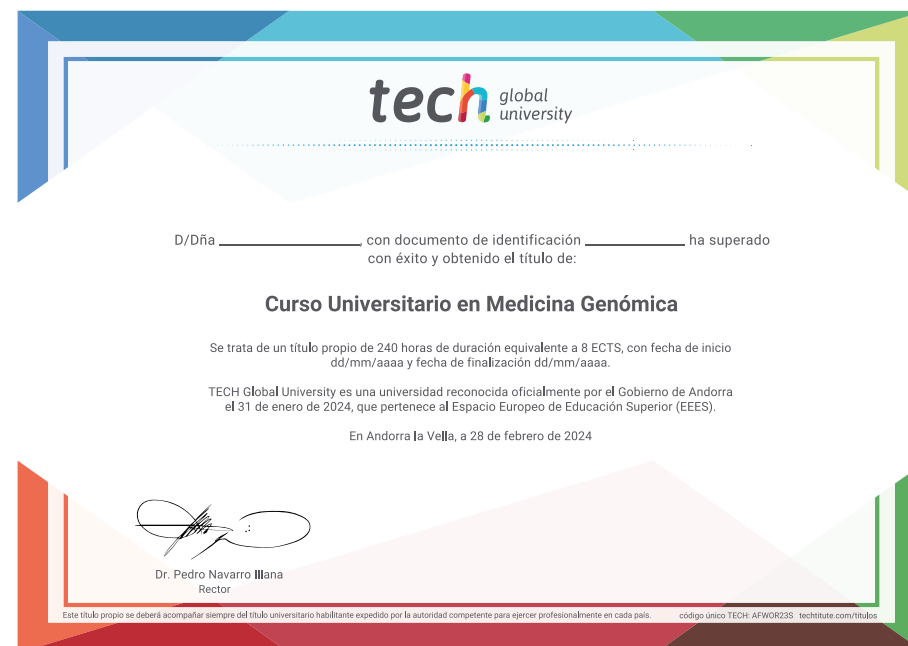 tech global university
D/Dña ____________________, con documento de identificación ______________ ha superado
con éxito y obtenido el título de:
Curso Universitario en Medicina Genómica
Se trata de un título propio de 240 horas de duración equivalente a 8 ECTS, con fecha de inicio
dd/mm/aaaa y fecha de finalización dd/mm/aaaa.
TECH Global University es una universidad reconocida oficialmente por el Gobierno de Andorra
el 31 de enero de 2024, que pertenece al Espacio Europeo de Educación Superior (EEES).
En Andorra la Vella, a 28 de febrero de 2024
Dr. Pedro Navarro Illana
Rector
Este título propio se deberá acompañar siempre del título universitario habilitante expedido por la autoridad competente para ejercer profesionalmente en cada país. código único TECH: AFWOR23S techtitute.com/titulos